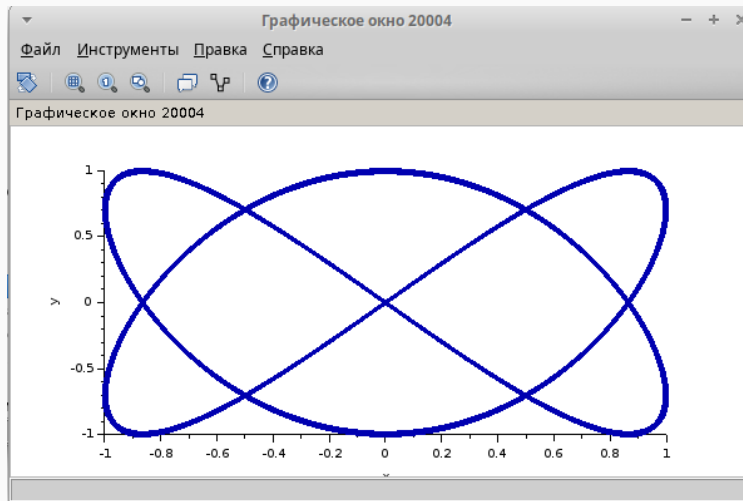 Графическое окно 20004
Файл Инструменты Правка Справка
Графическое окно 20004
1
0.5
y
0
-0.5
-1
-1 -0.8 -0.6 -0.4 -0.2 0 0.2 0.4 0.6 0.8 1